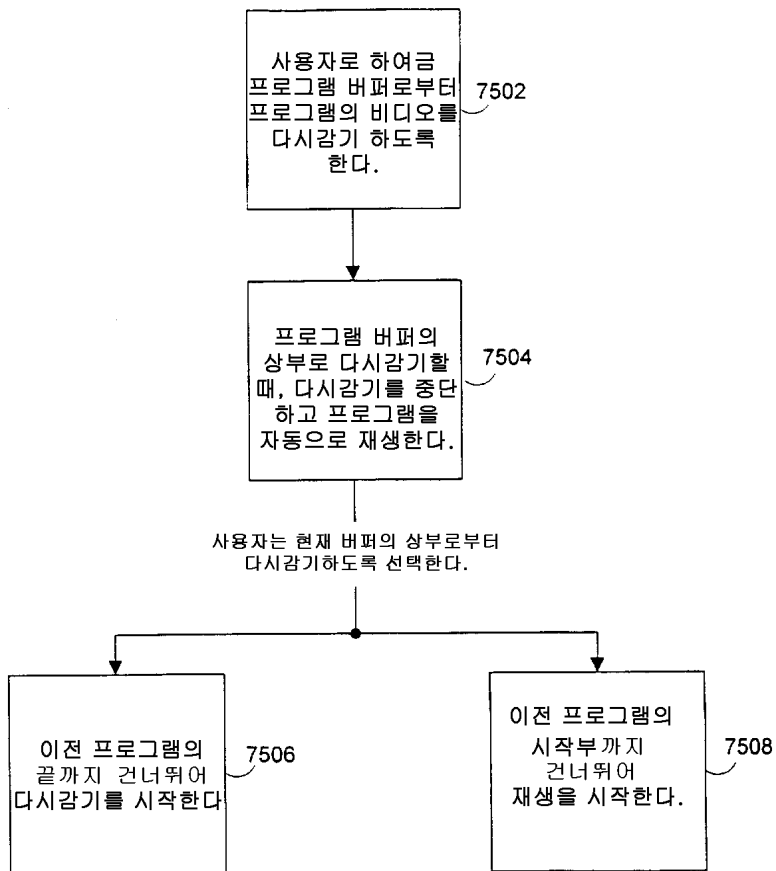 사용자로 하여금
프로그램 버퍼로부터
프로그램의 비디오를
다시감기 하도록
한다.
7502
프로그램 버퍼의
상부로 다시감기할
때, 다시감기를 중단
하고 프로그램을
자동으로 재생한다.
7504
사용자는 현재 버퍼의 상부로부터
다시감기하도록 선택한다.
이전 프로그램의
끝까지 건너뛰어
다시감기를 시작한다
7506
이전 프로그램의
시작부까지
건너뛰어
재생을 시작한다.
7508